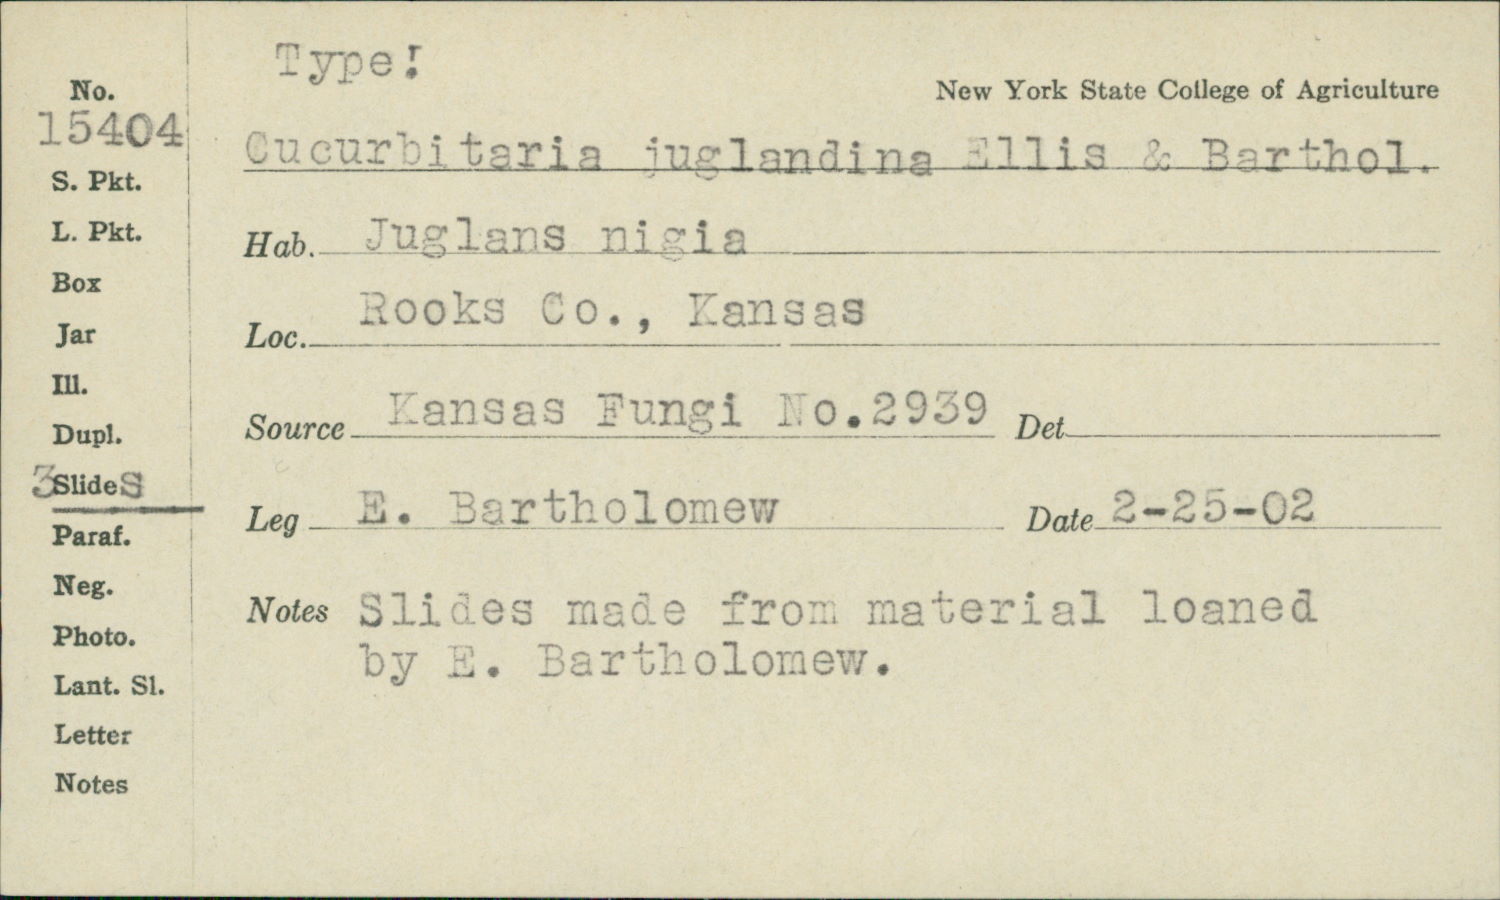 Type!
New York State College of Agriculture
No.
15404
Cucurbitaria juglandina Ellis & Barthol.
S. Pkt.
L. Pkt.
Hab. Juglans nigia
Box
Loc. Rooks Co., Kansas
Jar
Ill.
Source Kansas Fungi No.2939 Det
Dupl.
3 Slides
Leg E. Bartholomew Date 2-25-02
Paraf.
Neg.
Notes Slides made from material loaned
by E. Bartholomew.
Photo.
Lant. Sl.
Letter
Notes